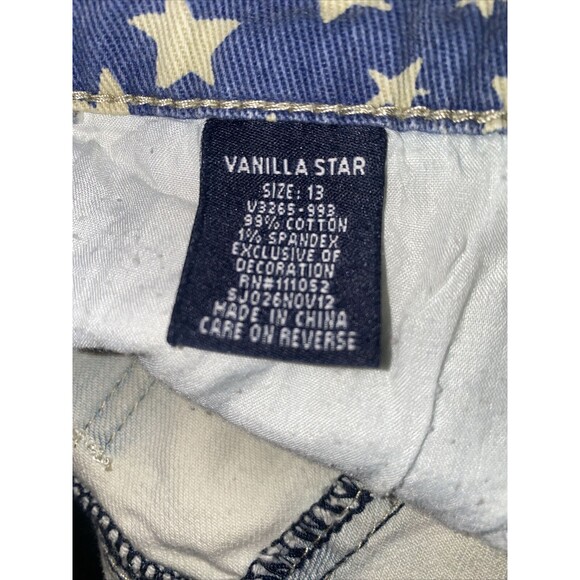 VANILLA STAR
SIZE: 13
V3265-993
99% COTTON
1% SPANDEX
EXCLUSIVE OF
DECORATION
RN#111052
SJ026NOV12
MADE IN CHINA
CARE ON REVERSE